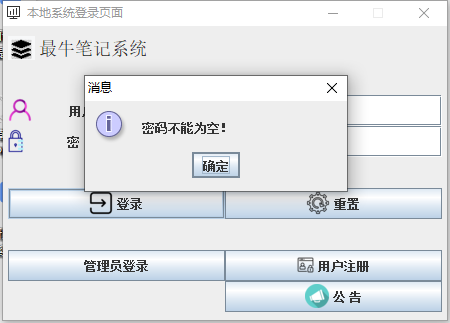 本地系统登录页面
最牛笔记系统
消息
密码不能为空!
确定
用
密
登录
重置
管理员登录
用户注册
公 告